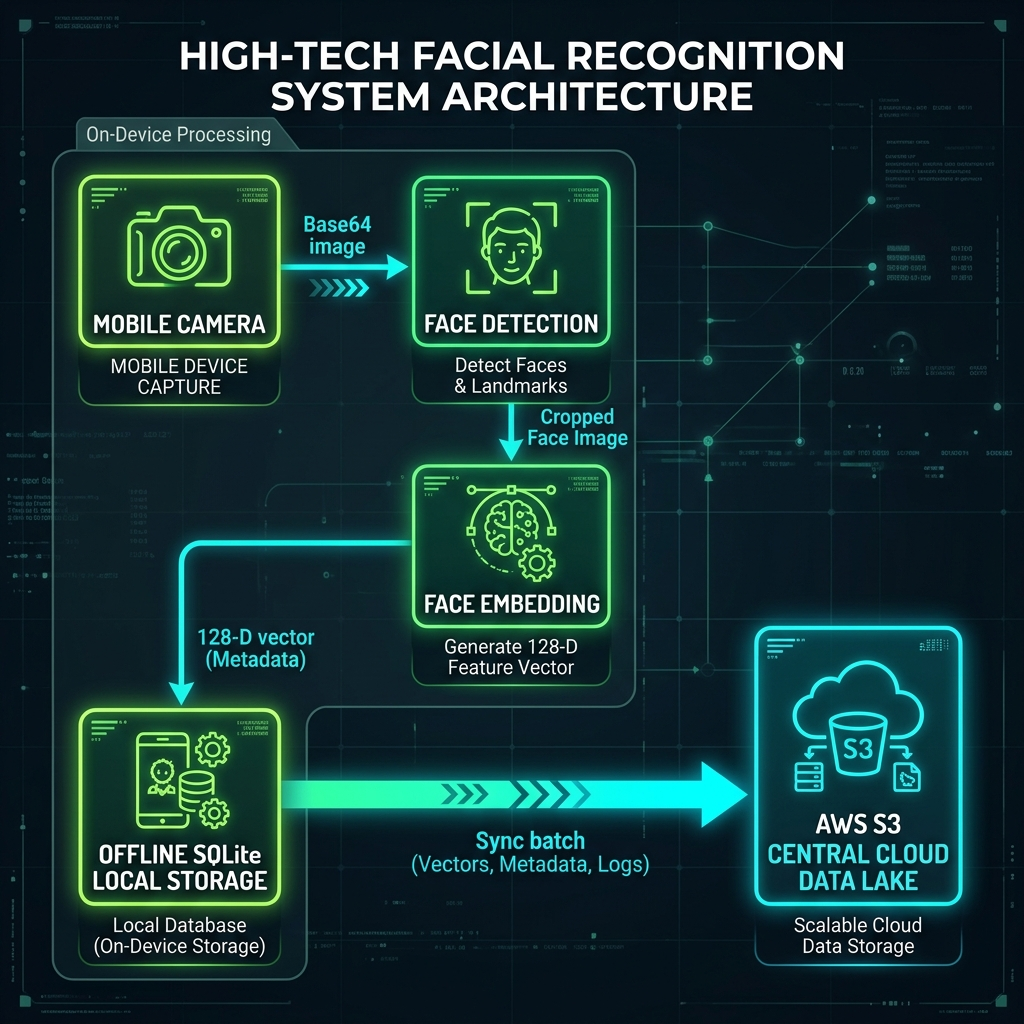 HIGH-TECH FACIAL RECOGNITION
SYSTEM ARCHITECTURE
On-Device Processing
MOBILE CAMERA
MOBILE DEVICE
CAPTURE
Base64
image
FACE DETECTION
Detect Faces
& Landmarks
Cropped
Face Image
FACE EMBEDDING
Generate 128-D
Feature Vector
128-D vector
(Metadata)
OFFLINE SQLite
LOCAL STORAGE
Local Database
(On-Device Storage)
Sync batch
(Vectors, Metadata, Logs)
S3
AWS S3
CENTRAL CLOUD
DATA LAKE
Scalable Cloud
Data Storage